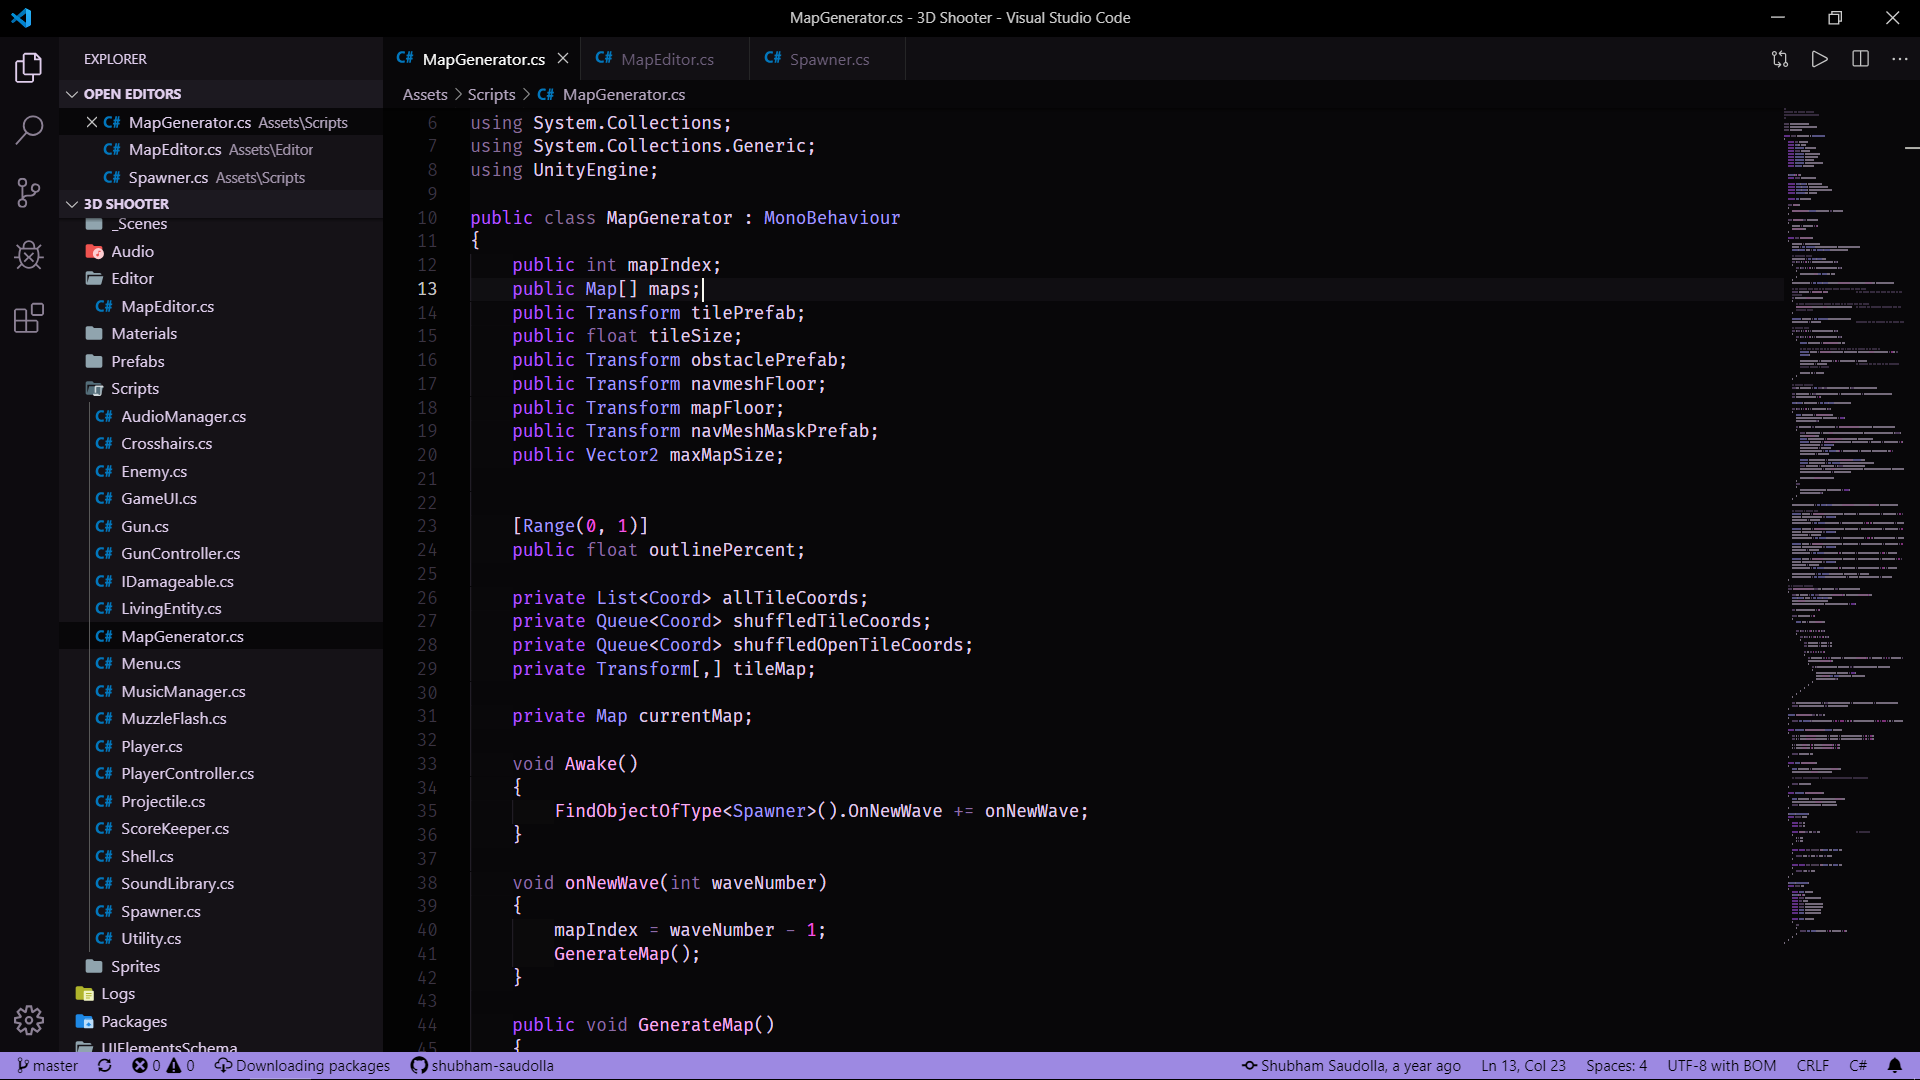 MapGenerator.cs - 3D Shooter - Visual Studio Code
EXPLORER
OPEN EDITORS
C# MapGenerator.cs Assets\Scripts
C# MapEditor.cs Assets\Editor
C# Spawner.cs Assets\Scripts
3D SHOOTER
_Scenes
Audio
Editor
C# MapEditor.cs
Materials
Prefabs
Scripts
C# AudioManager.cs
C# Crosshairs.cs
C# Enemy.cs
C# GameUI.cs
C# Gun.cs
C# GunController.cs
C# IDamageable.cs
C# LivingEntity.cs
C# MapGenerator.cs
C# Menu.cs
C# MusicManager.cs
C# MuzzleFlash.cs
C# Player.cs
C# PlayerController.cs
C# Projectile.cs
C# ScoreKeeper.cs
C# Shell.cs
C# SoundLibrary.cs
C# Spawner.cs
C# Utility.cs
Sprites
Logs
Packages
UIElementsSchema
C# MapGenerator.cs C# MapEditor.cs C# Spawner.cs
Assets > Scripts > C# MapGenerator.cs
6 using System.Collections;
7 using System.Collections.Generic;
8 using UnityEngine;
9
10 public class MapGenerator : MonoBehaviour
11 {
12 public int mapIndex;
13 public Map[] maps;
14 public Transform tilePrefab;
15 public float tileSize;
16 public Transform obstaclePrefab;
17 public Transform navmeshFloor;
18 public Transform mapFloor;
19 public Transform navMeshMaskPrefab;
20 public Vector2 maxMapSize;
21
22
23 [Range(0, 1)]
24 public float outlinePercent;
25
26 private List<Coord> allTileCoords;
27 private Queue<Coord> shuffledTileCoords;
28 private Queue<Coord> shuffledOpenTileCoords;
29 private Transform[,] tileMap;
30
31 private Map currentMap;
32
33 void Awake()
34 {
35 FindObjectOfType<Spawner>().OnNewWave += onNewWave;
36 }
37
38 void onNewWave(int waveNumber)
39 {
40 mapIndex = waveNumber - 1;
41 GenerateMap();
42 }
43
44 public void GenerateMap()
45 {
master 0 0 Downloading packages shubham-saudolla Shubham Saudolla, a year ago Ln 13, Col 23 Spaces: 4 UTF-8 with BOM CRLF C#